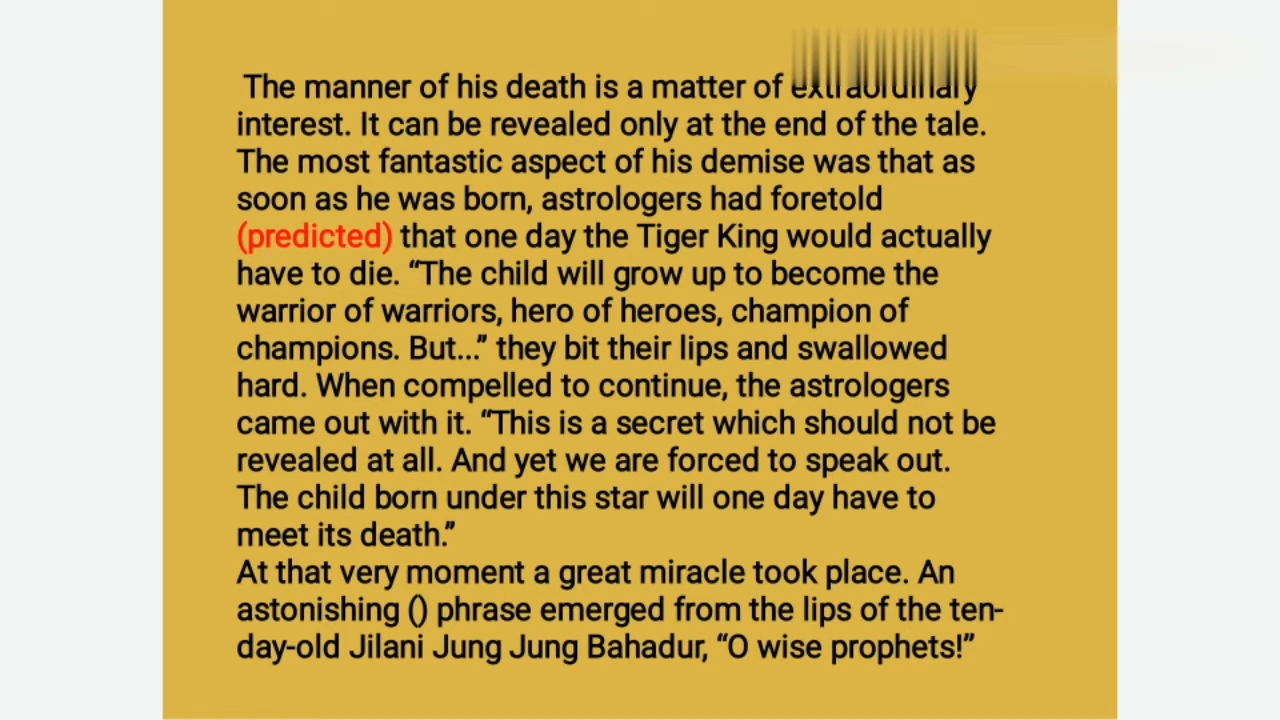 The manner of his death is a matter of extraordinary
interest. It can be revealed only at the end of the tale.
The most fantastic aspect of his demise was that as
soon as he was born, astrologers had foretold
(predicted) that one day the Tiger King would actually
have to die. “The child will grow up to become the
warrior of warriors, hero of heroes, champion of
champions. But...” they bit their lips and swallowed
hard. When compelled to continue, the astrologers
came out with it. “This is a secret which should not be
revealed at all. And yet we are forced to speak out.
The child born under this star will one day have to
meet its death.”
At that very moment a great miracle took place. An
astonishing () phrase emerged from the lips of the ten-
day-old Jilani Jung Jung Bahadur, “O wise prophets!”